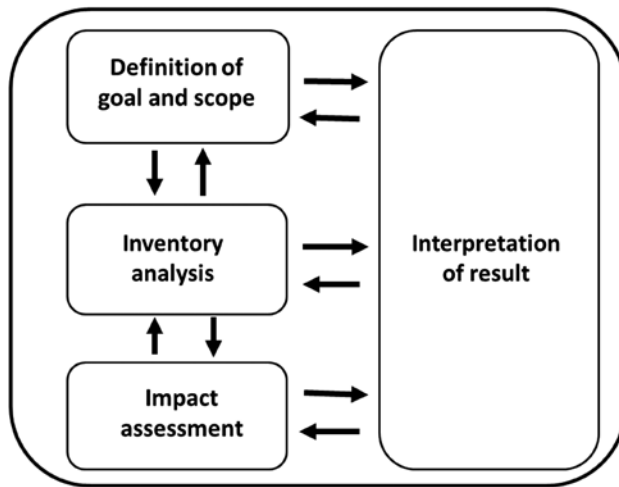 Definition of
goal and scope
Inventory
analysis
Interpretation
of result
Impact
assessment